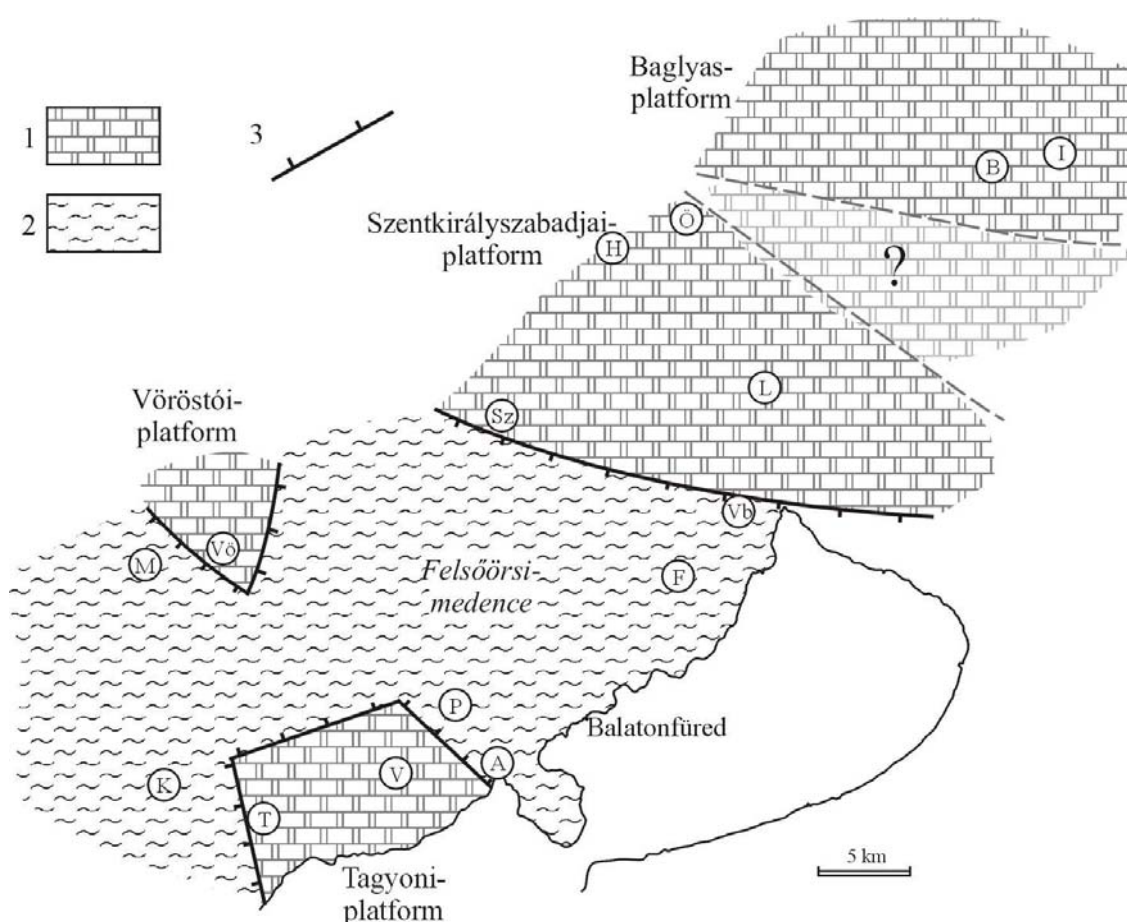 Baglyas-
platform
1
3
2
B
I
Szentkirályszabadjai-
platform
Ö
H
?
L
Sz
Vöröstói-
platform
Vb
Vö
M
F
Felsőörsi-
medence
P
Balatonfüred
A
V
K
T
5 km
Tagyoni-
platform